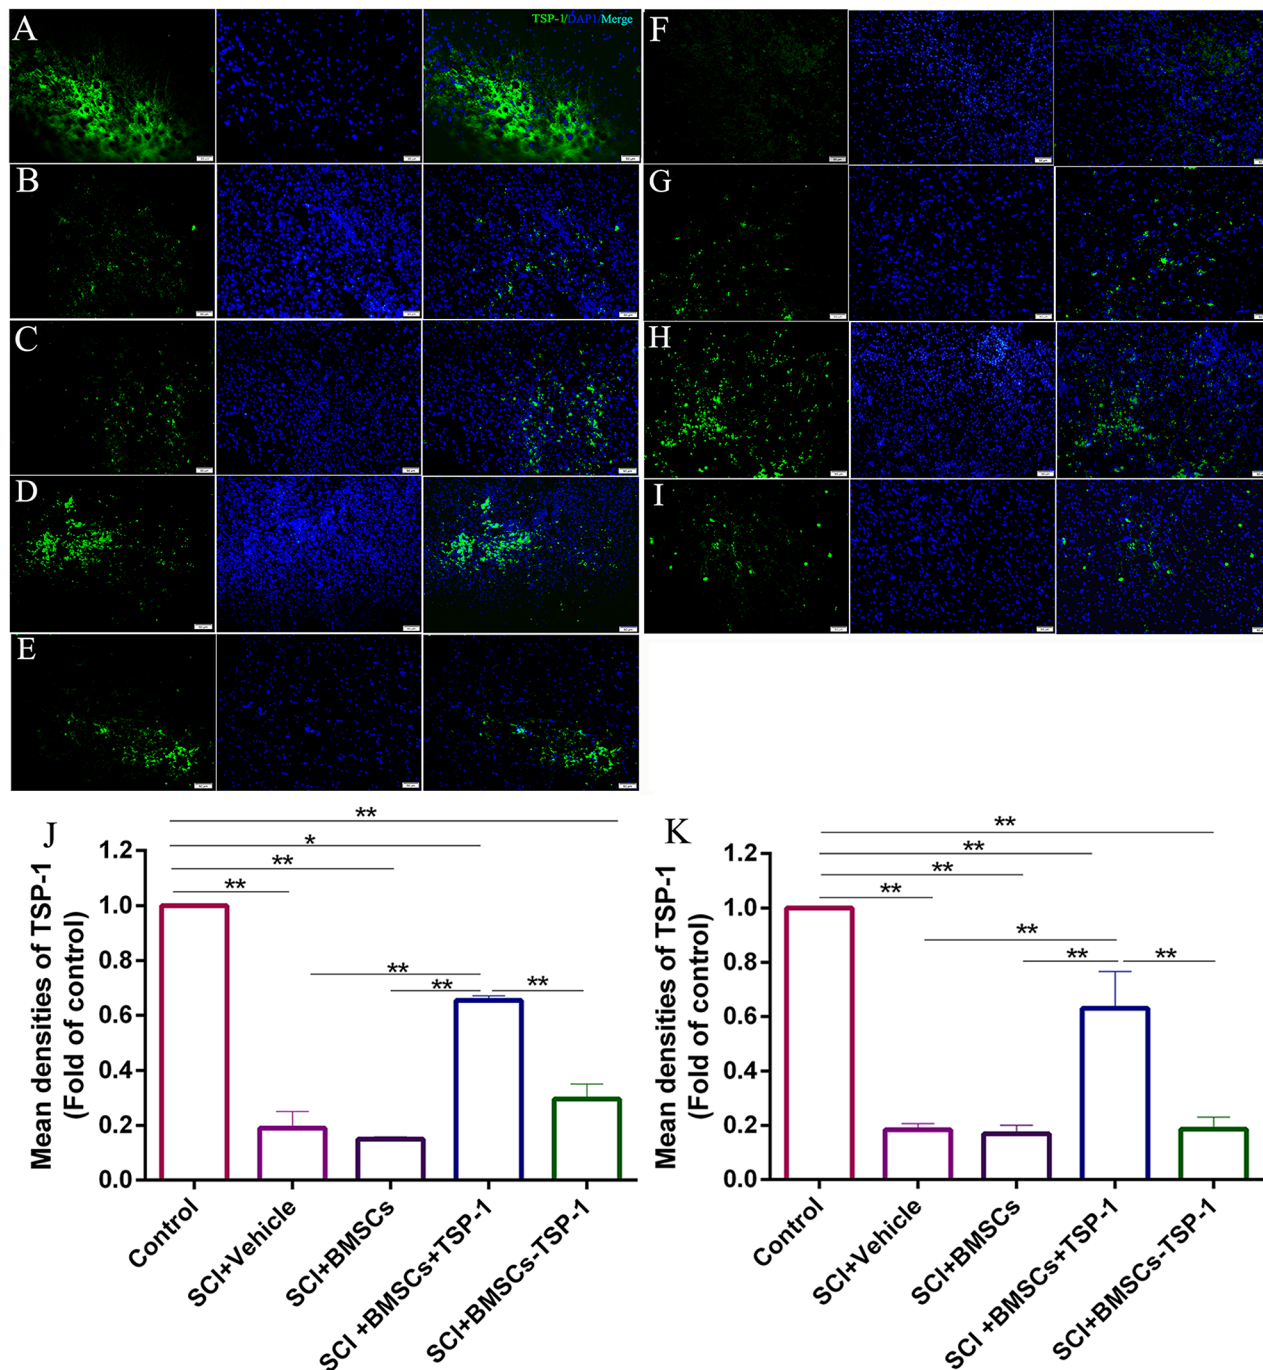 A
TSP-1/DAPI/Merge
F
B
G
C
H
D
I
E
J
**
*
**
**
**
**
**
Mean densities of TSP-1
(Fold of control)
1.2
1.0
0.8
0.6
0.4
0.2
0.0
Control
SCI+Vehicle
SCI+BMSCs
SCI +BMSCs+TSP-1
SCI+BMSCs-TSP-1
K
**
**
**
**
**
**
**
Mean densities of TSP-1
(Fold of control)
1.2
1.0
0.8
0.6
0.4
0.2
0.0
Control
SCI+Vehicle
SCI+BMSCs
SCI +BMSCs+TSP-1
SCI+BMSCs-TSP-1